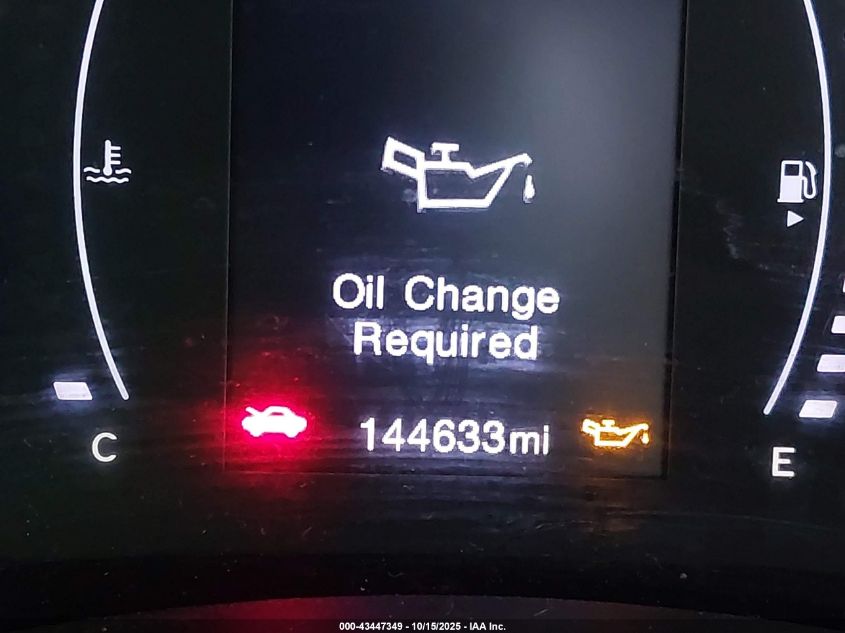 Oil Change
Required
144633mi
C
E
000-43447349 - 10/15/2025 - IAA Inc.